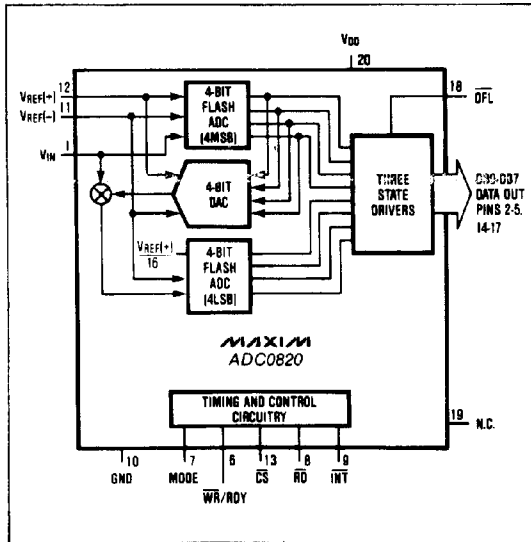 VDD
20
12
VREF(+)
11
VREF(-)
1
VIN
4-BIT
FLASH
ADC
(4MSB)
18
OFL
4-BIT
DAC
THREE
STATE
DRIVERS
DB0-DB7
DATA OUT
PINS 2-5,
14-17
VREF(+)
16
4-BIT
FLASH
ADC
(4LSB)
MAXIM
ADC0820
TIMING AND CONTROL
CIRCUITRY
19
N.C.
10
GND
7
MODE
6
WR/RDY
13
CS
8
RD
9
INT